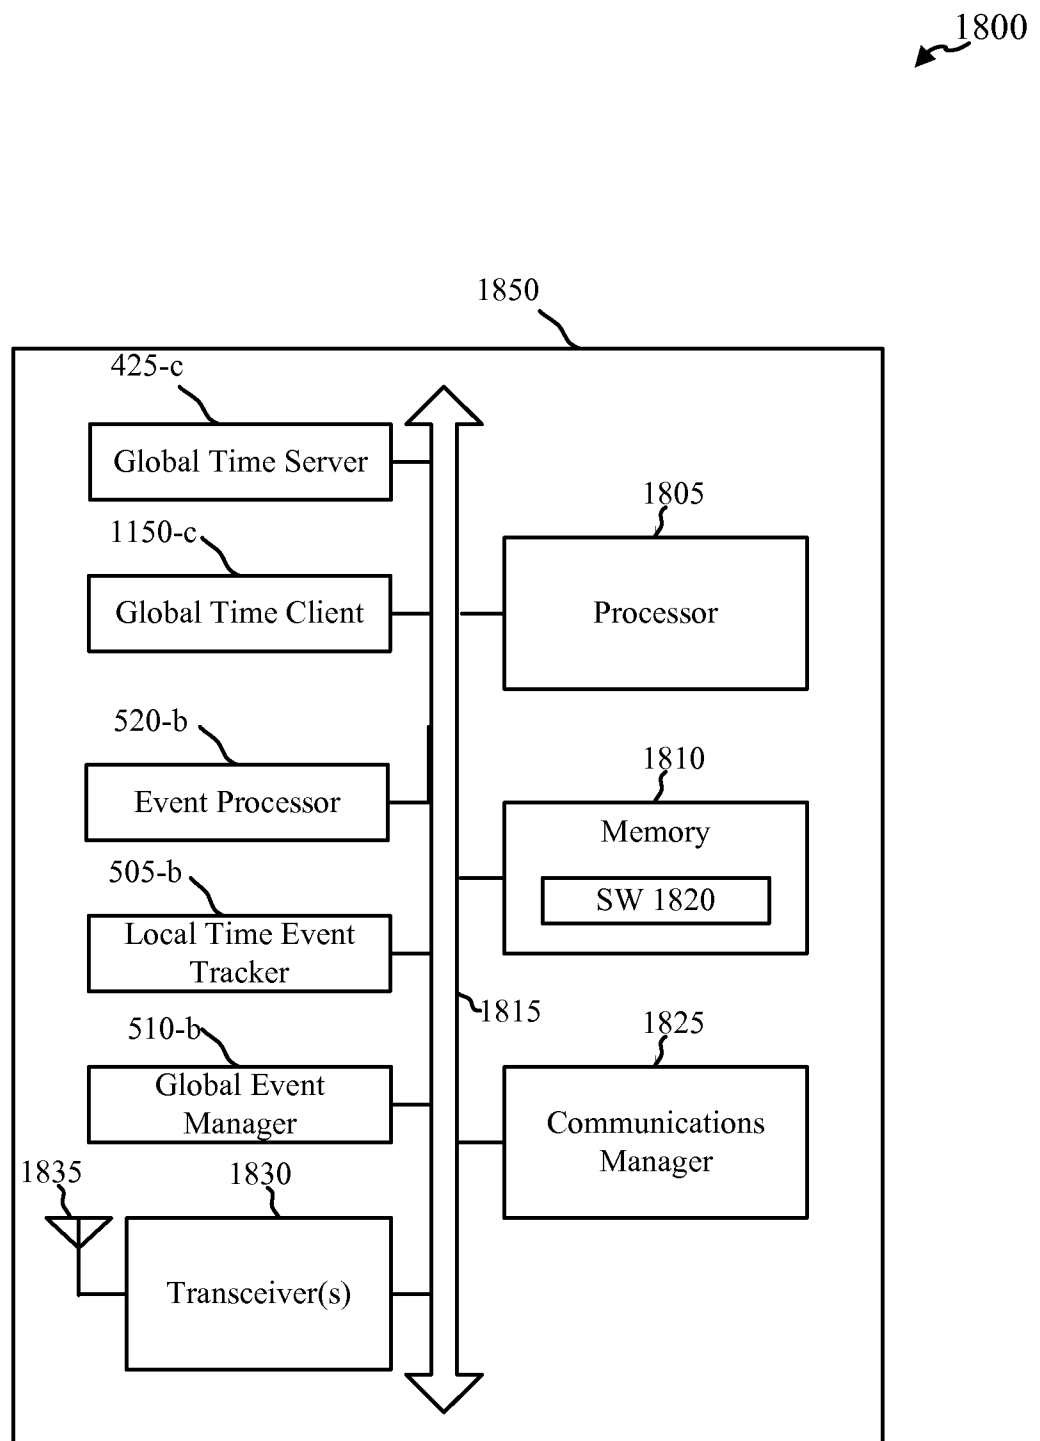 1800
1850
425-c
Global Time Server
1150-c
Global Time Client
520-b
Event Processor
505-b
Local Time Event
Tracker
510-b
Global Event
Manager
1835
1830
Transceiver(s)
1805
Processor
1810
Memory
SW 1820
1815
1825
Communications
Manager